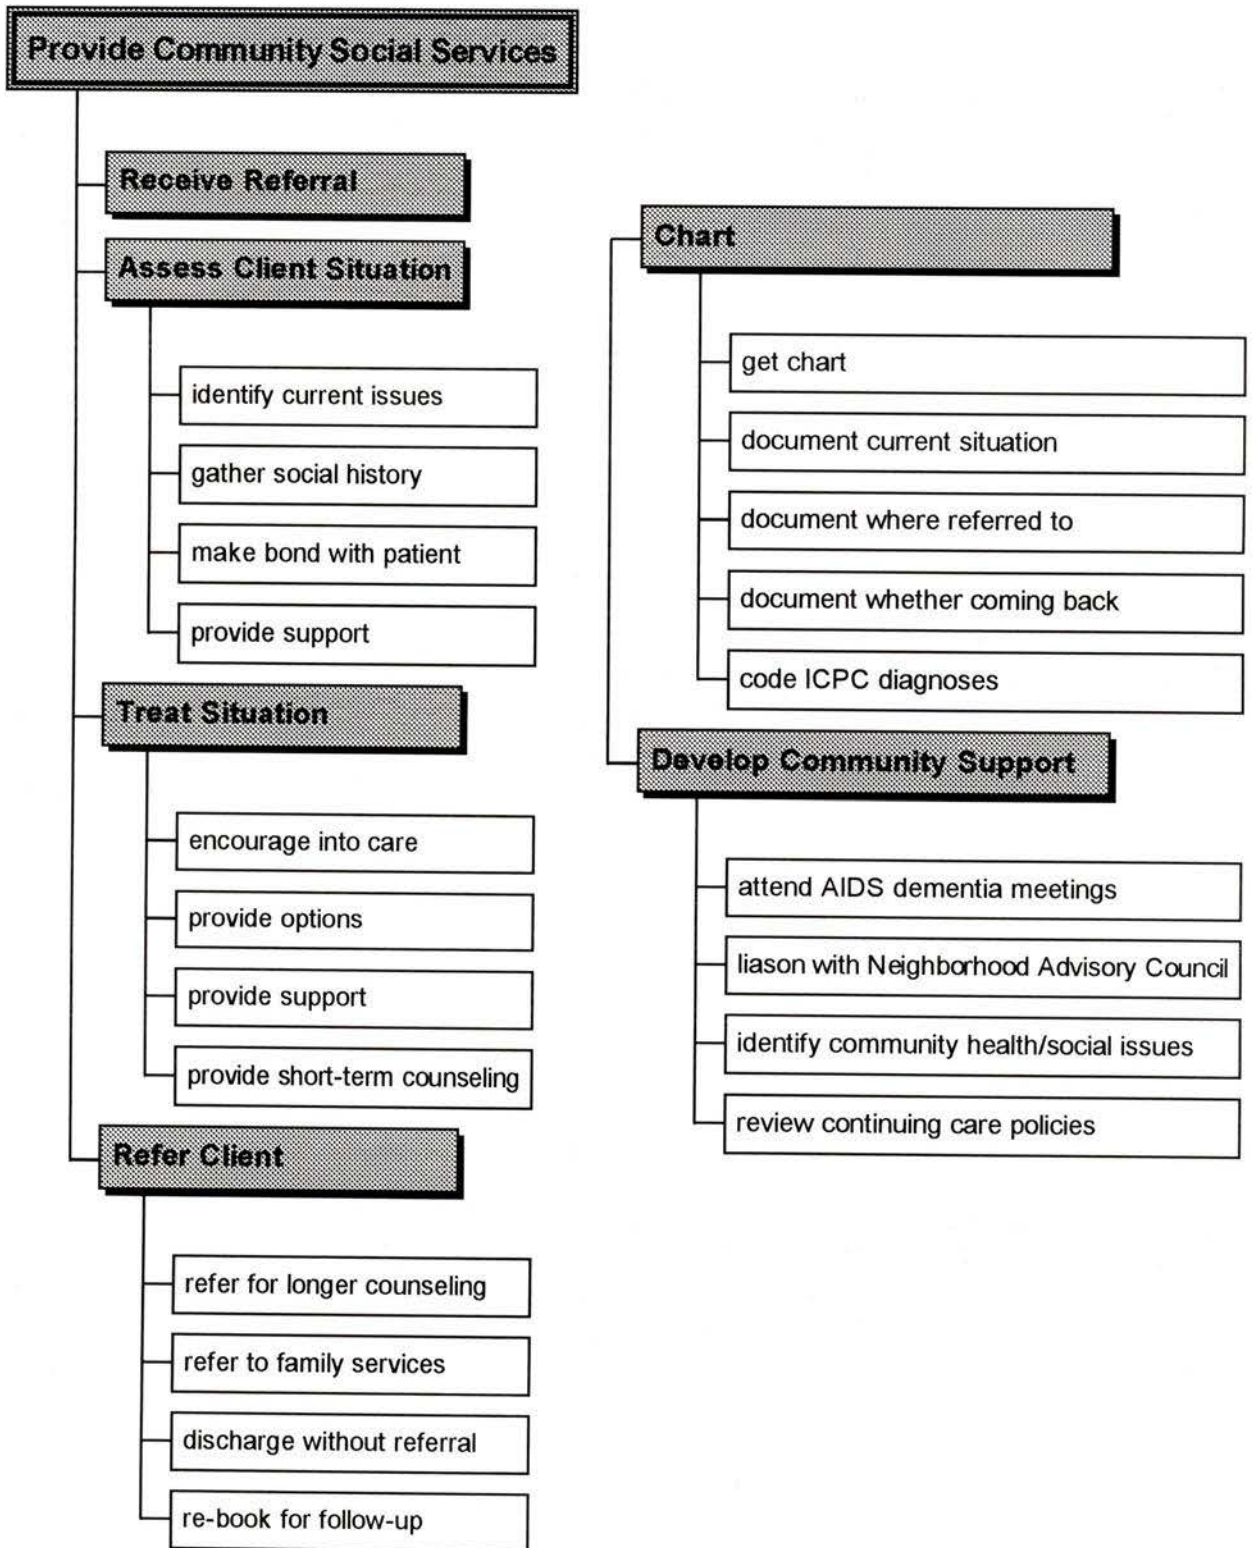 Provide Community Social Services
Receive Referral
Assess Client Situation
identify current issues
gather social history
make bond with patient
provide support
Treat Situation
encourage into care
provide options
provide support
provide short-term counseling
Refer Client
refer for longer counseling
refer to family services
discharge without referral
re-book for follow-up
Chart
get chart
document current situation
document where referred to
document whether coming back
code ICPC diagnoses
Develop Community Support
attend AIDS dementia meetings
liason with Neighborhood Advisory Council
identify community health/social issues
review continuing care policies